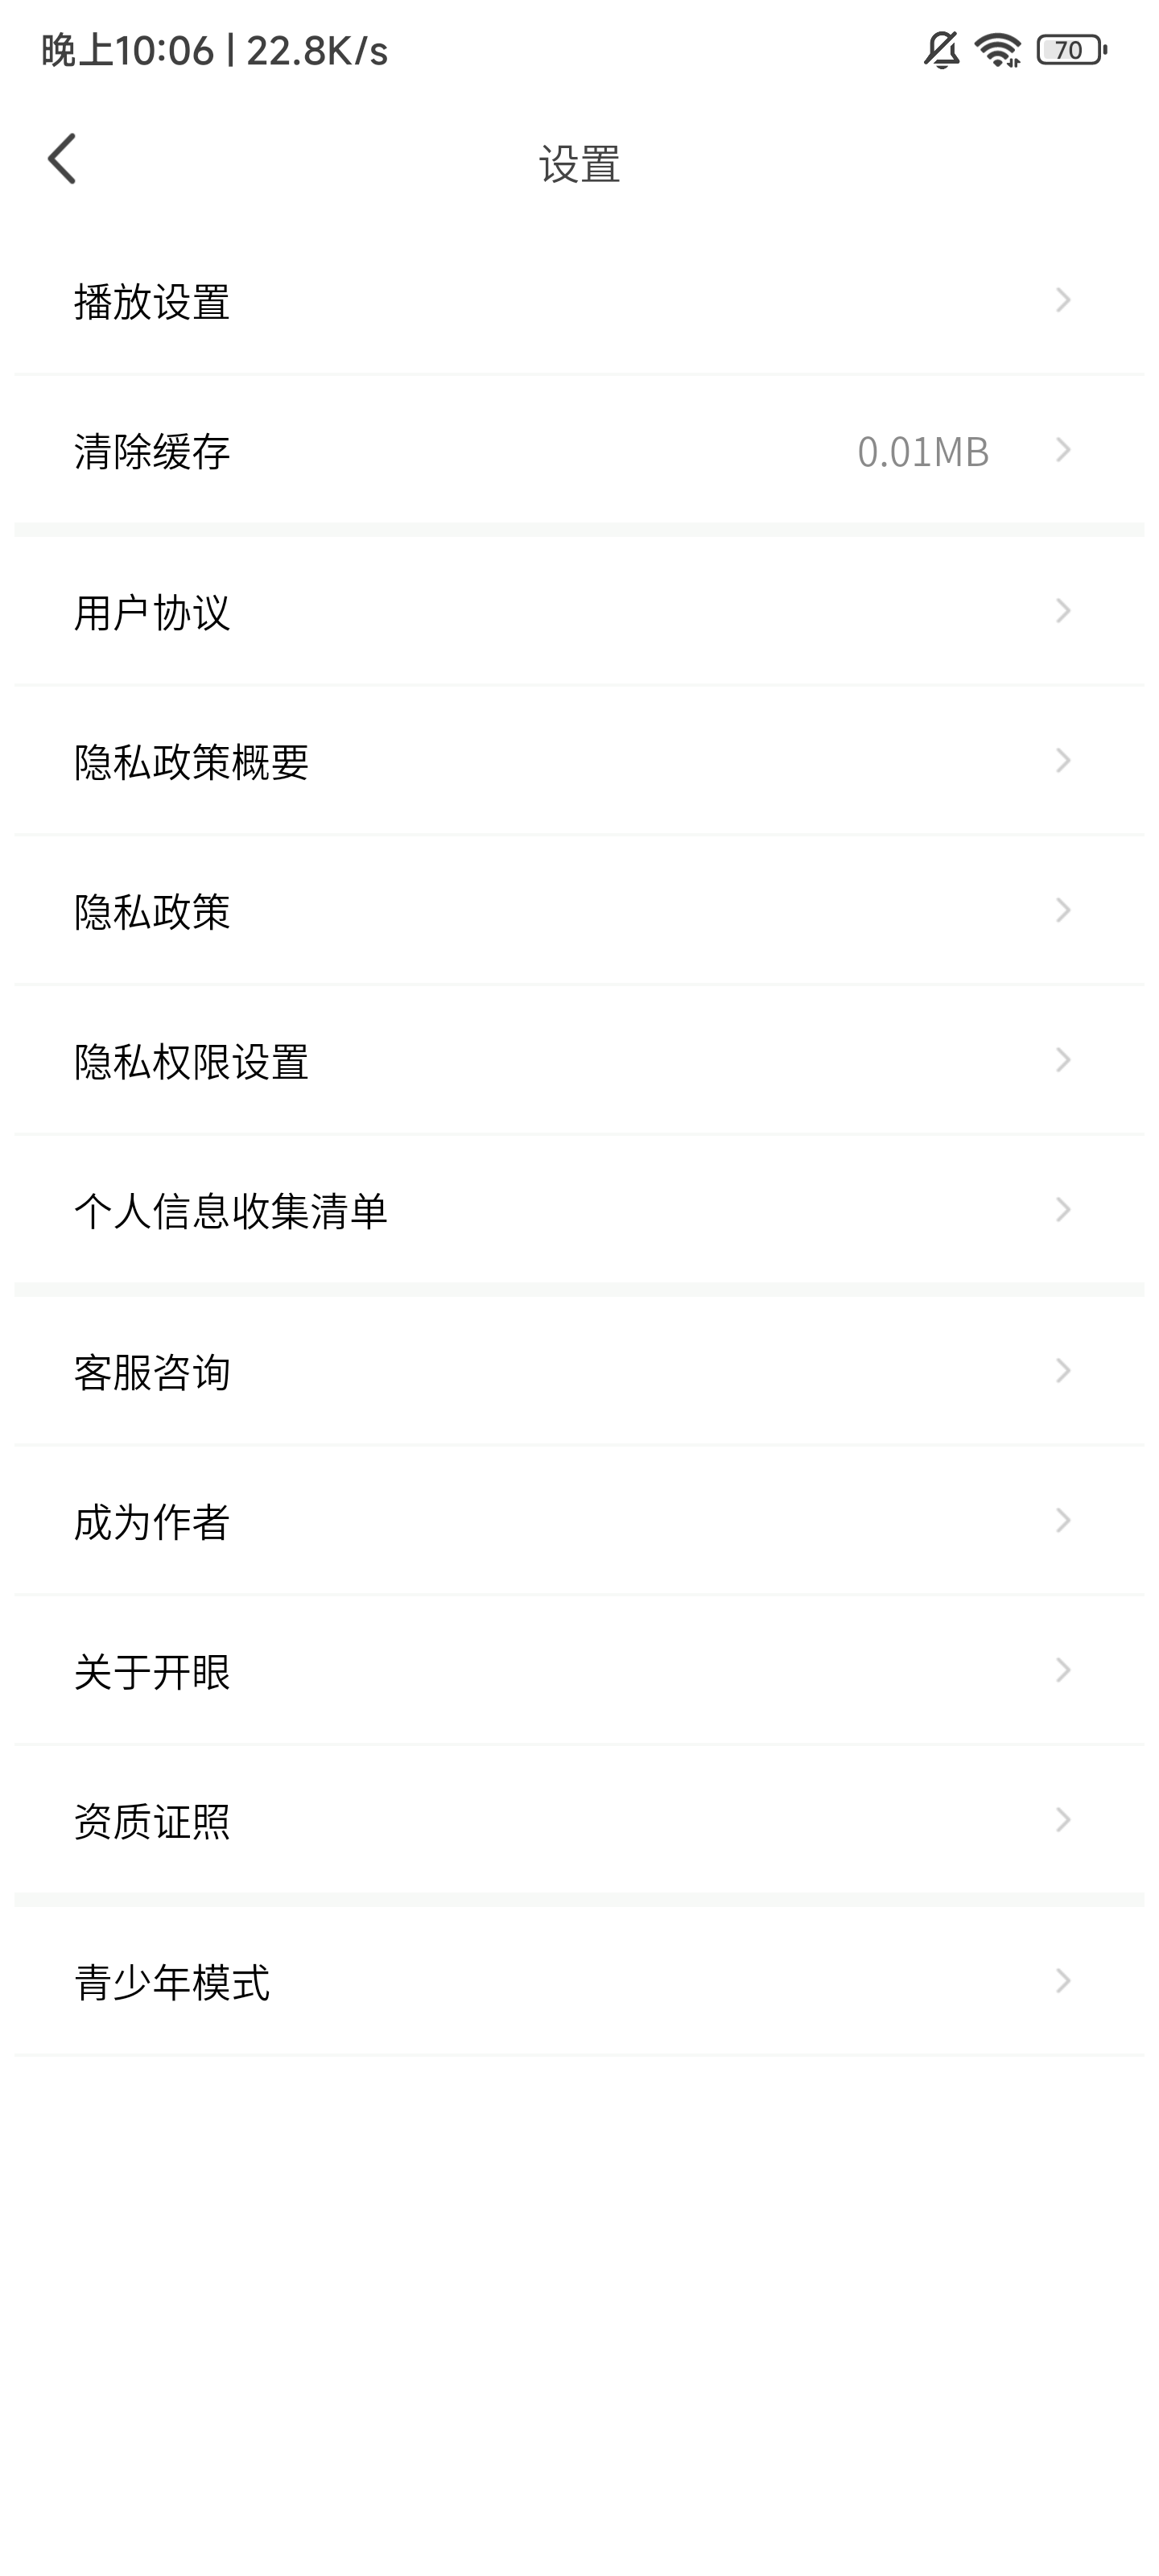 晚上10:06 | 22.8K/s
70
设置
播放设置
清除缓存 0.01MB
用户协议
隐私政策概要
隐私政策
隐私权限设置
个人信息收集清单
客服咨询
成为作者
关于开眼
资质证照
青少年模式